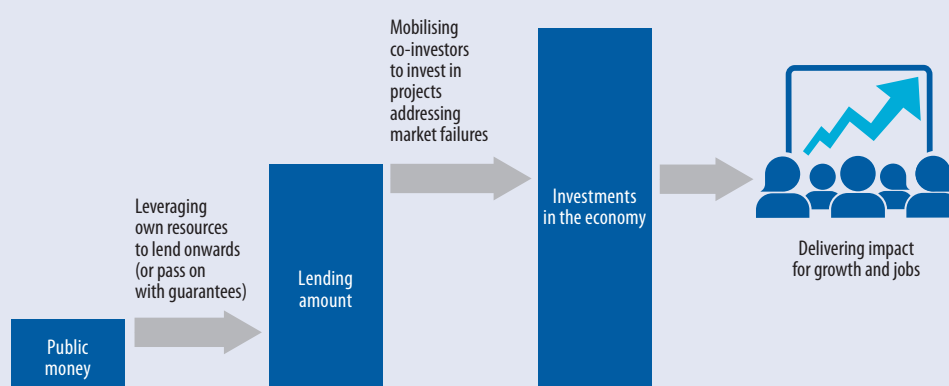 Public
money
Leveraging
own resources
to lend onwards
(or pass on
with guarantees)
Lending
amount
Mobilising
co-investors
to invest in
projects
addressing
market failures
Investments
in the economy
Delivering impact
for growth and jobs